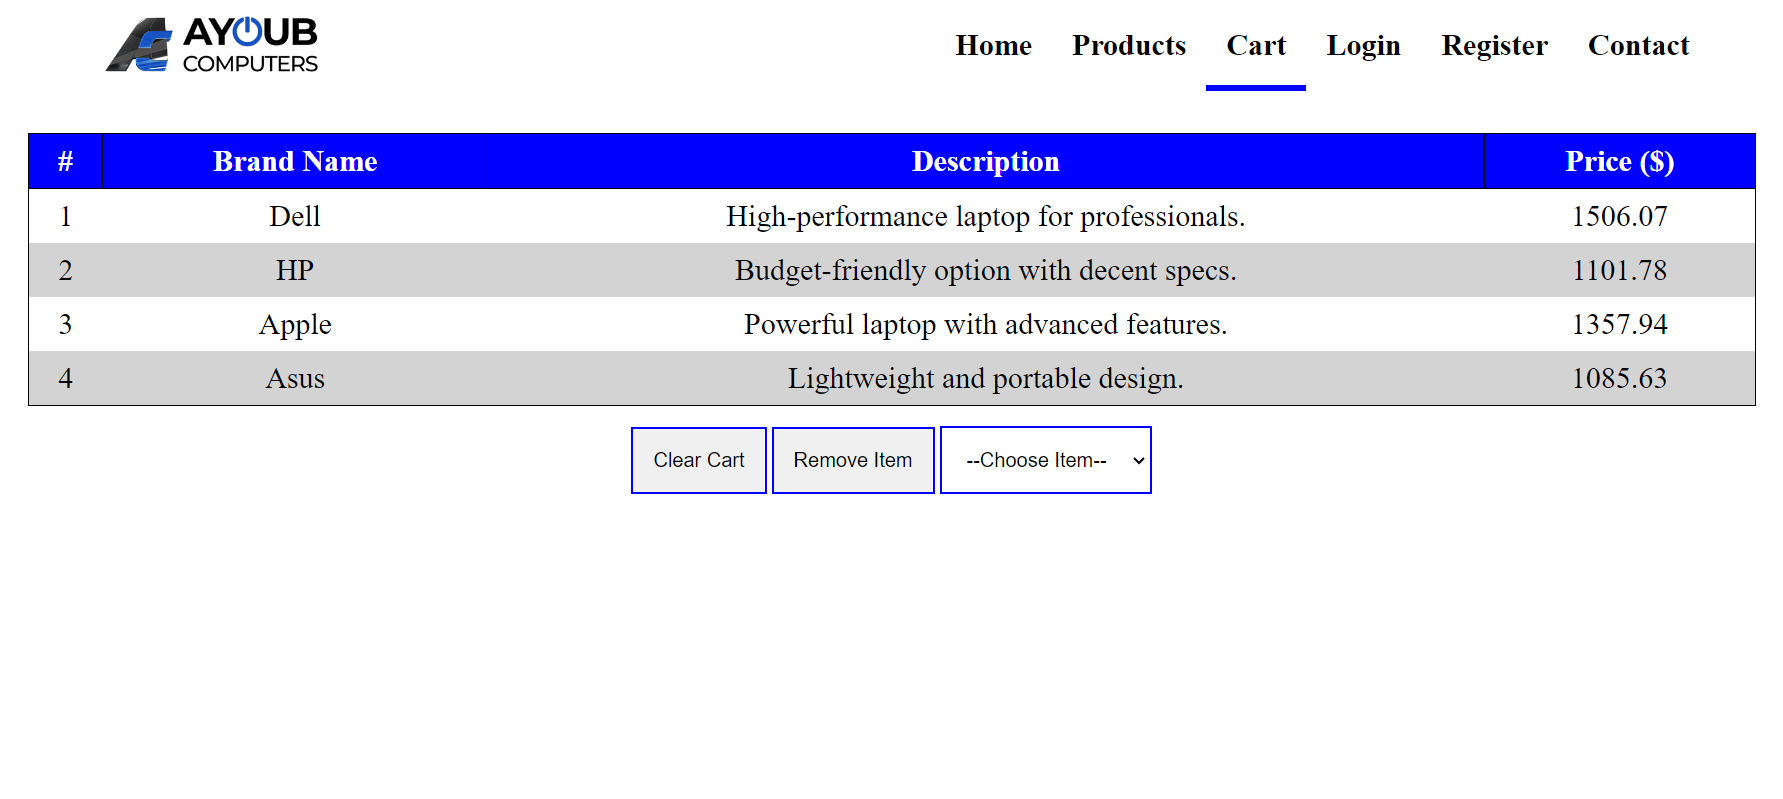 AYOUB
COMPUTERS
Home Products Cart Login Register Contact
# Brand Name Description Price ($)
1 Dell High-performance laptop for professionals. 1506.07
2 HP Budget-friendly option with decent specs. 1101.78
3 Apple Powerful laptop with advanced features. 1357.94
4 Asus Lightweight and portable design. 1085.63
Clear Cart Remove Item --Choose Item--